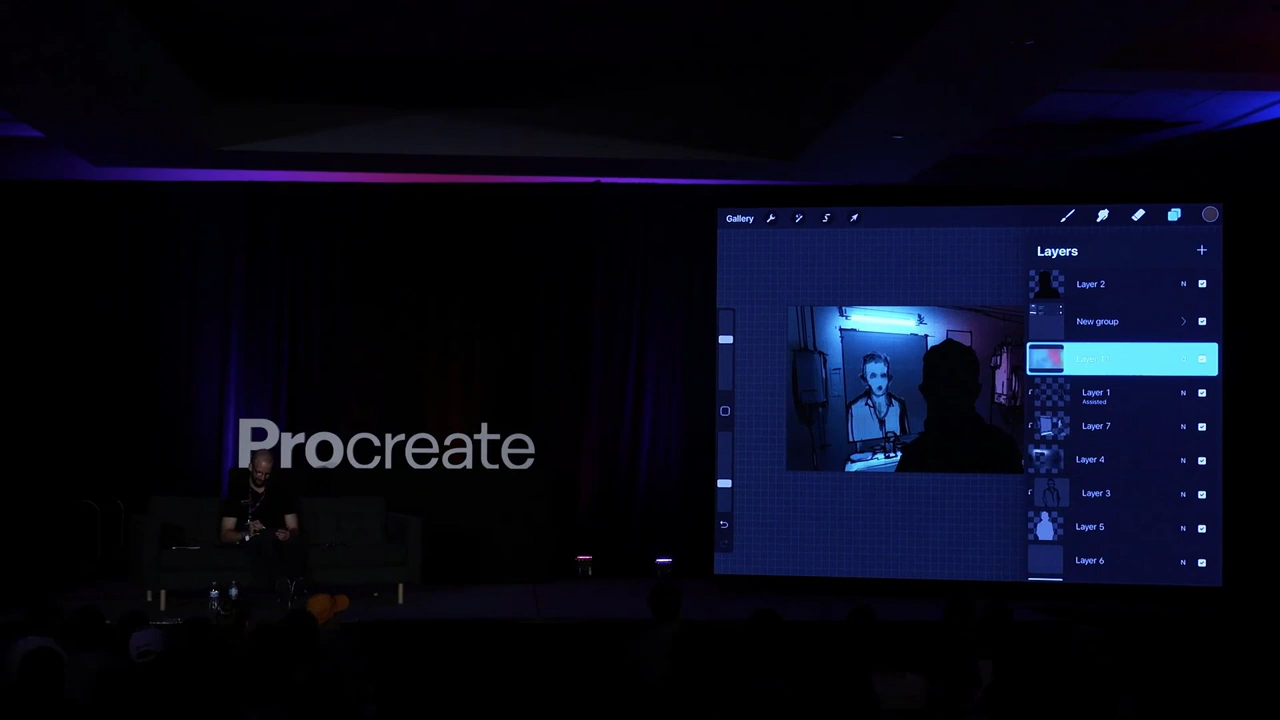 Procreate
Gallery
Layers
Layer 2
N
New group
Layer 1
Assisted
N
Layer 7
N
Layer 4
N
Layer 3
N
Layer 5
N
Layer 6
N